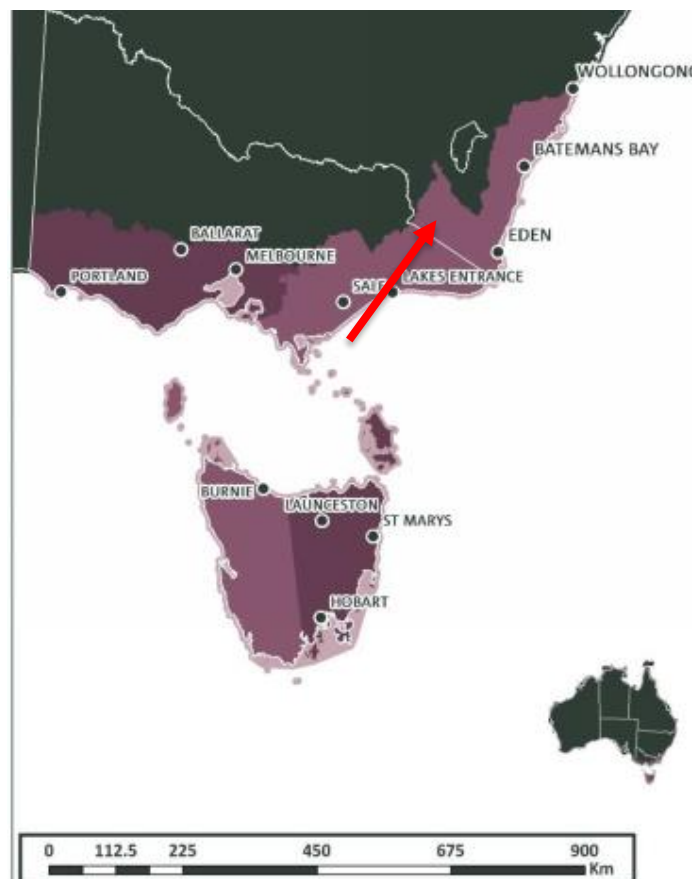 WOLLONGONG
BATEMANS BAY
EDEN
BALLARAT
MELBOURNE
PORTLAND
SALE
LAKES ENTRANCE
BURNIE
LAUNCESTON
ST MARYS
HOBART
0 112.5 225 450 675 900
Km